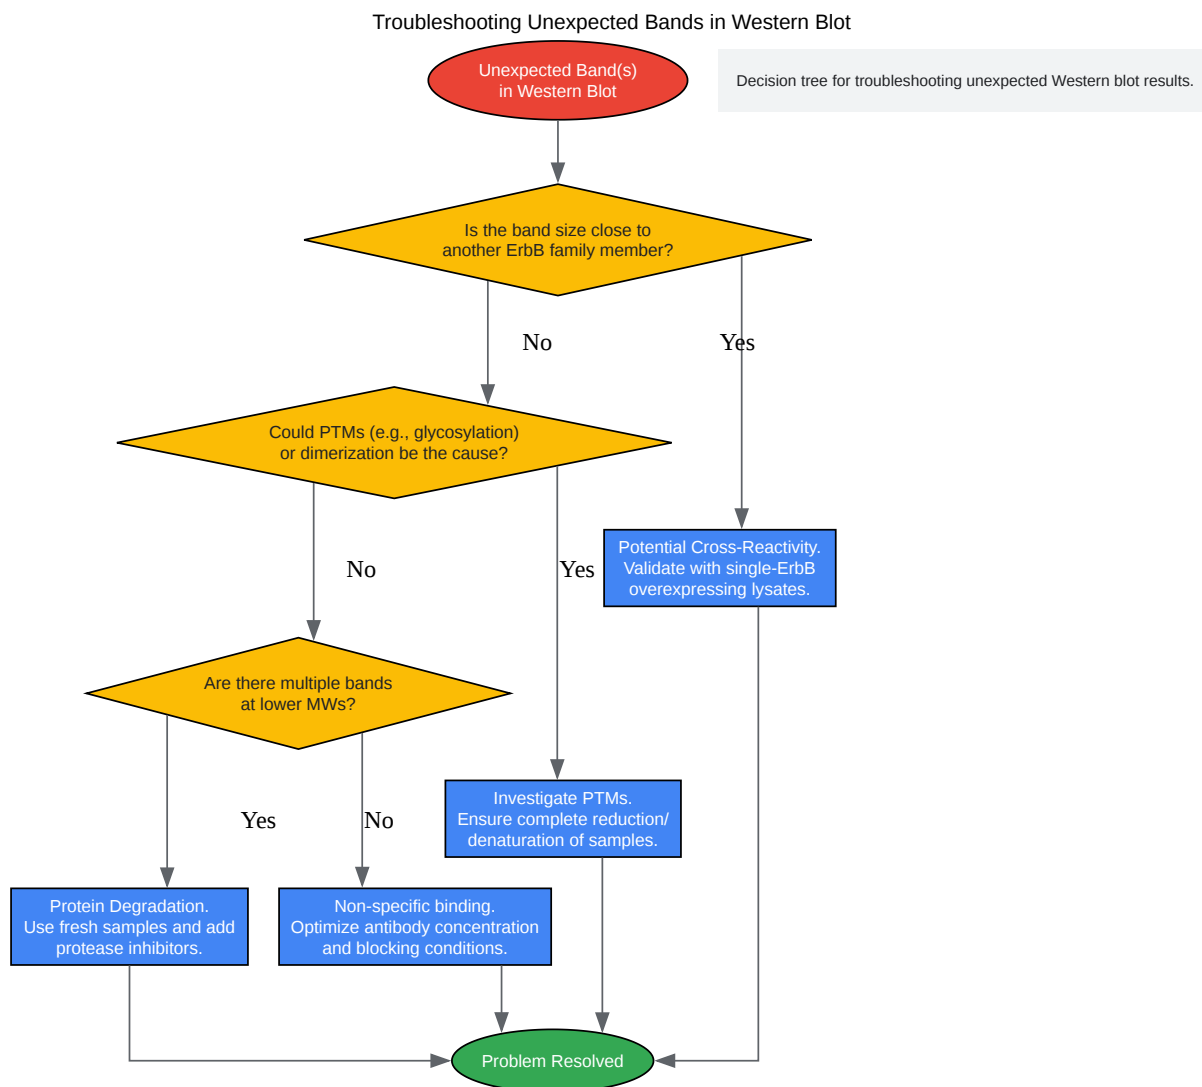 Troubleshooting Unexpected Bands in Western Blot
Unexpected Band(s)
in Western Blot
Decision tree for troubleshooting unexpected Western blot results.
Is the band size close to
another ErbB family member?
No
Yes
Could PTMs (e.g., glycosylation)
or dimerization be the cause?
No
Yes
Potential Cross-Reactivity.
Validate with single-ErbB
overexpressing lysates.
Are there multiple bands
at lower MWs?
Yes
No
Investigate PTMs.
Ensure complete reduction/
denaturation of samples.
Protein Degradation.
Use fresh samples and add
protease inhibitors.
Non-specific binding.
Optimize antibody concentration
and blocking conditions.
Problem Resolved